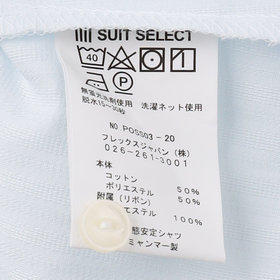 SUIT SELECT
40
P
無蛍光洗剤使用 洗濯ネット使用
脱水15～30秒
NO.POSS03-20
フレックスジャパン(株)
026-261-3001
本体
コットン 50%
ポリエステル 50%
附属(リボン)
エステル 100%
態安定シャツ
ミャンマー製